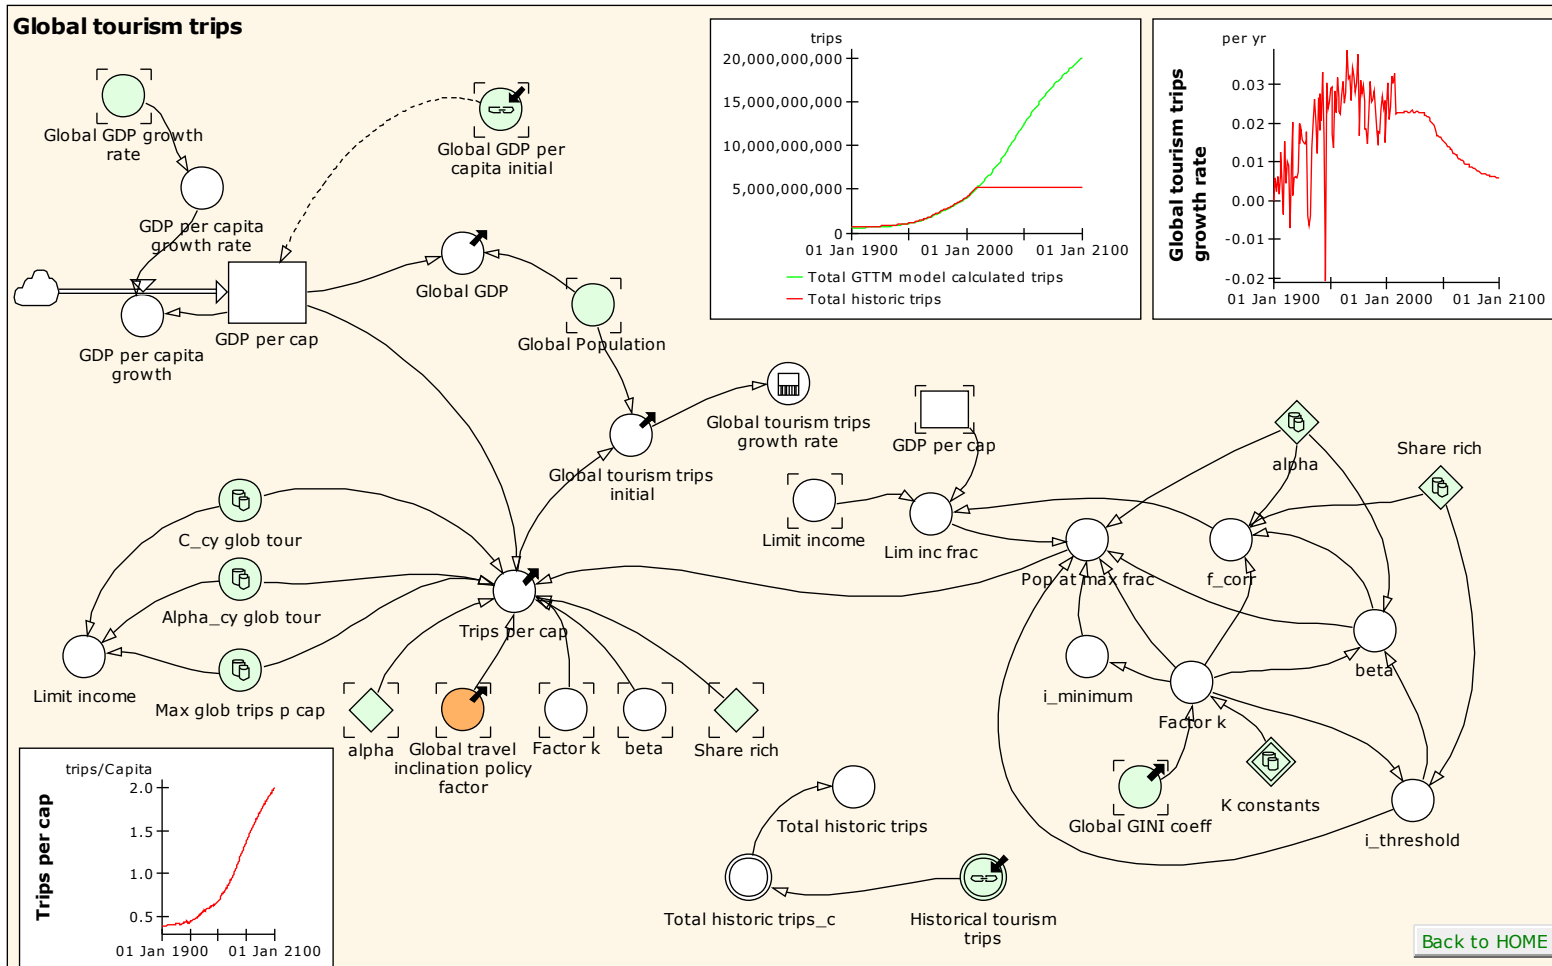 Global tourism trips
Global GDP growth
rate
Global GDP per
capita initial
GDP per capita
growth rate
Global GDP
GDP per cap
GDP per capita
growth
Global Population
trips
20,000,000,000
15,000,000,000
10,000,000,000
5,000,000,000
0
01 Jan 1900
01 Jan 2000
01 Jan 2100
Total GTTM model calculated trips
Total historic trips
per yr
Global tourism trips
growth rate
0.03
0.02
0.01
0.00
-0.01
-0.02
01 Jan 1900
01 Jan 2000
01 Jan 2100
Global tourism trips
growth rate
GDP per cap
alpha
Share rich
Global tourism trips
initial
C_cy glob tour
Limit income
Lim inc frac
Pop at max frac
f_corr
Alpha_cy glob tour
Trips per cap
Limit income
Max glob trips p cap
i_minimum
beta
Factor k
alpha
Global travel
inclination policy
factor
Factor k
beta
Share rich
Global GINI coeff
K constants
i_threshold
trips/Capita
Trips per cap
2.0
1.5
1.0
0.5
01 Jan 1900
01 Jan 2100
Total historic trips
Total historic trips_c
Historical tourism
trips
Back to HOME